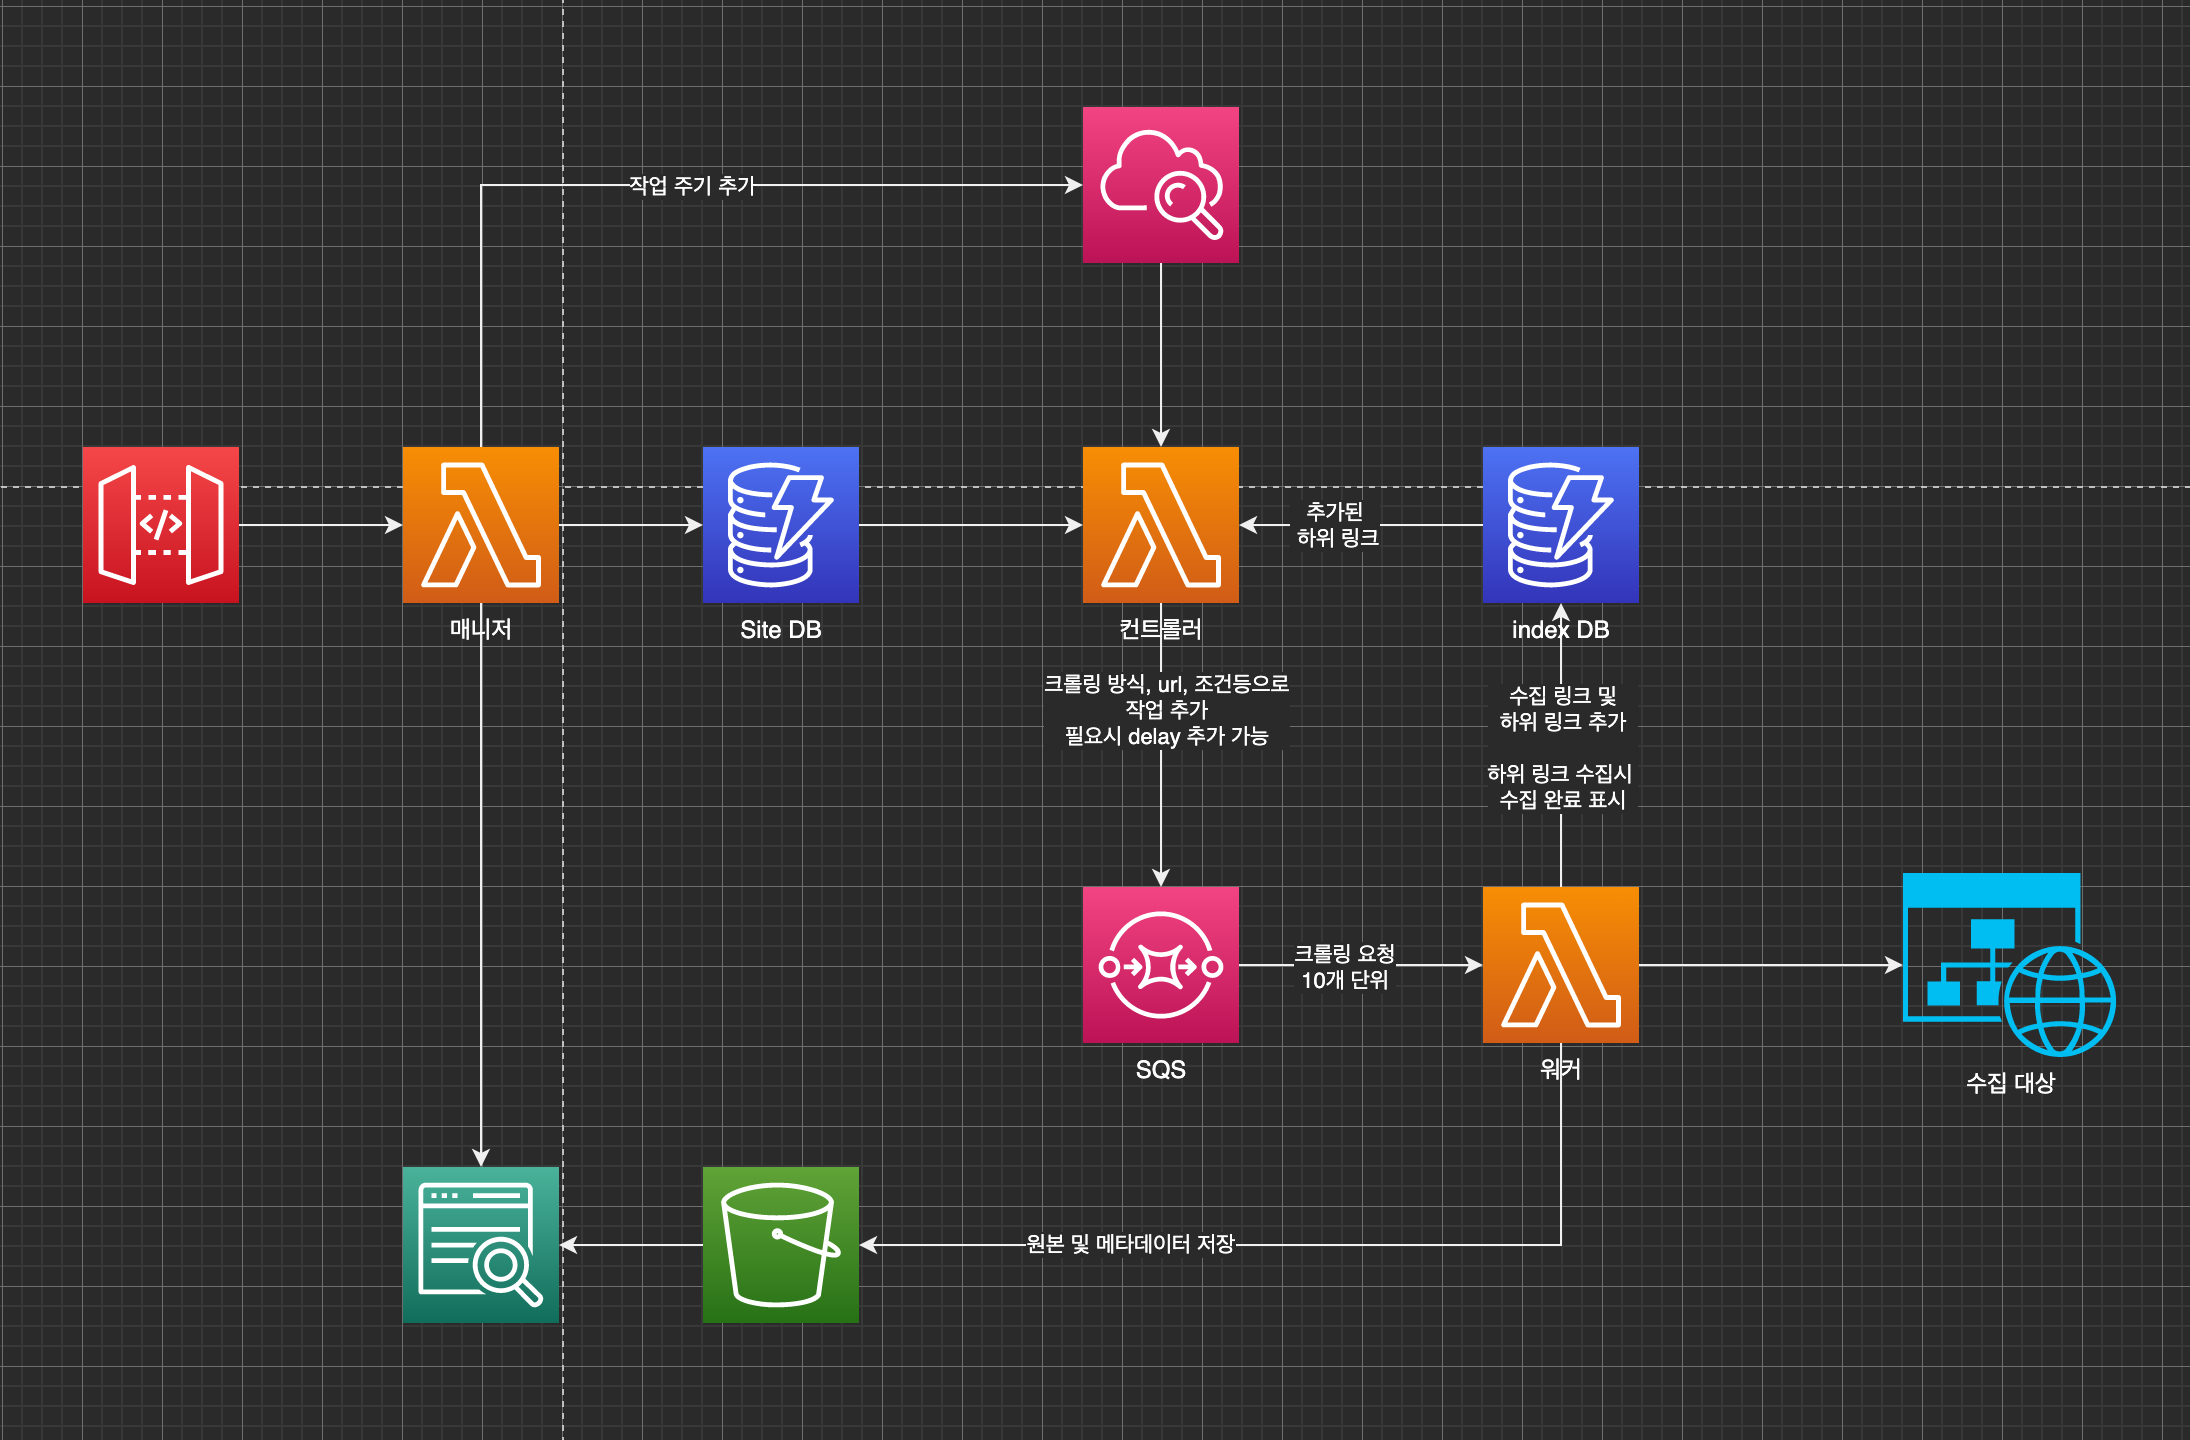 작업 주기 추가
추가된
하위 링크
매니저
Site DB
컨트롤러
index DB
크롤링 방식, url, 조건등으로
작업 추가
필요시 delay 추가 가능
수집 링크 및
하위 링크 추가
하위 링크 수집시
수집 완료 표시
크롤링 요청
10개 단위
SQS
워커
수집 대상
원본 및 메타데이터 저장